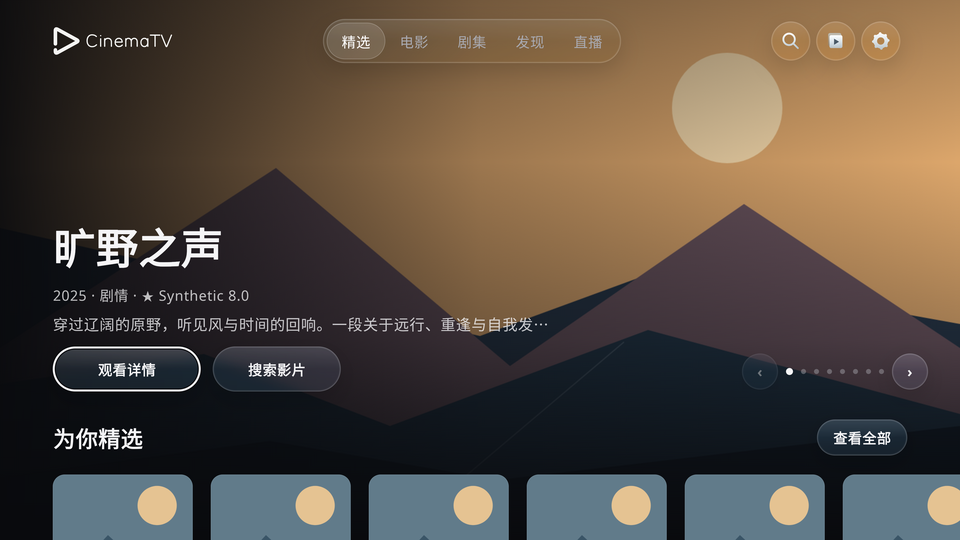 CinemaTV
精选 电影 剧集 发现 直播
旷野之声
2025 · 剧情 · ★ Synthetic 8.0
穿过辽阔的原野，听见风与时间的回响。一段关于远行、重逢与自我发…
观看详情 搜索影片
为你精选 查看全部